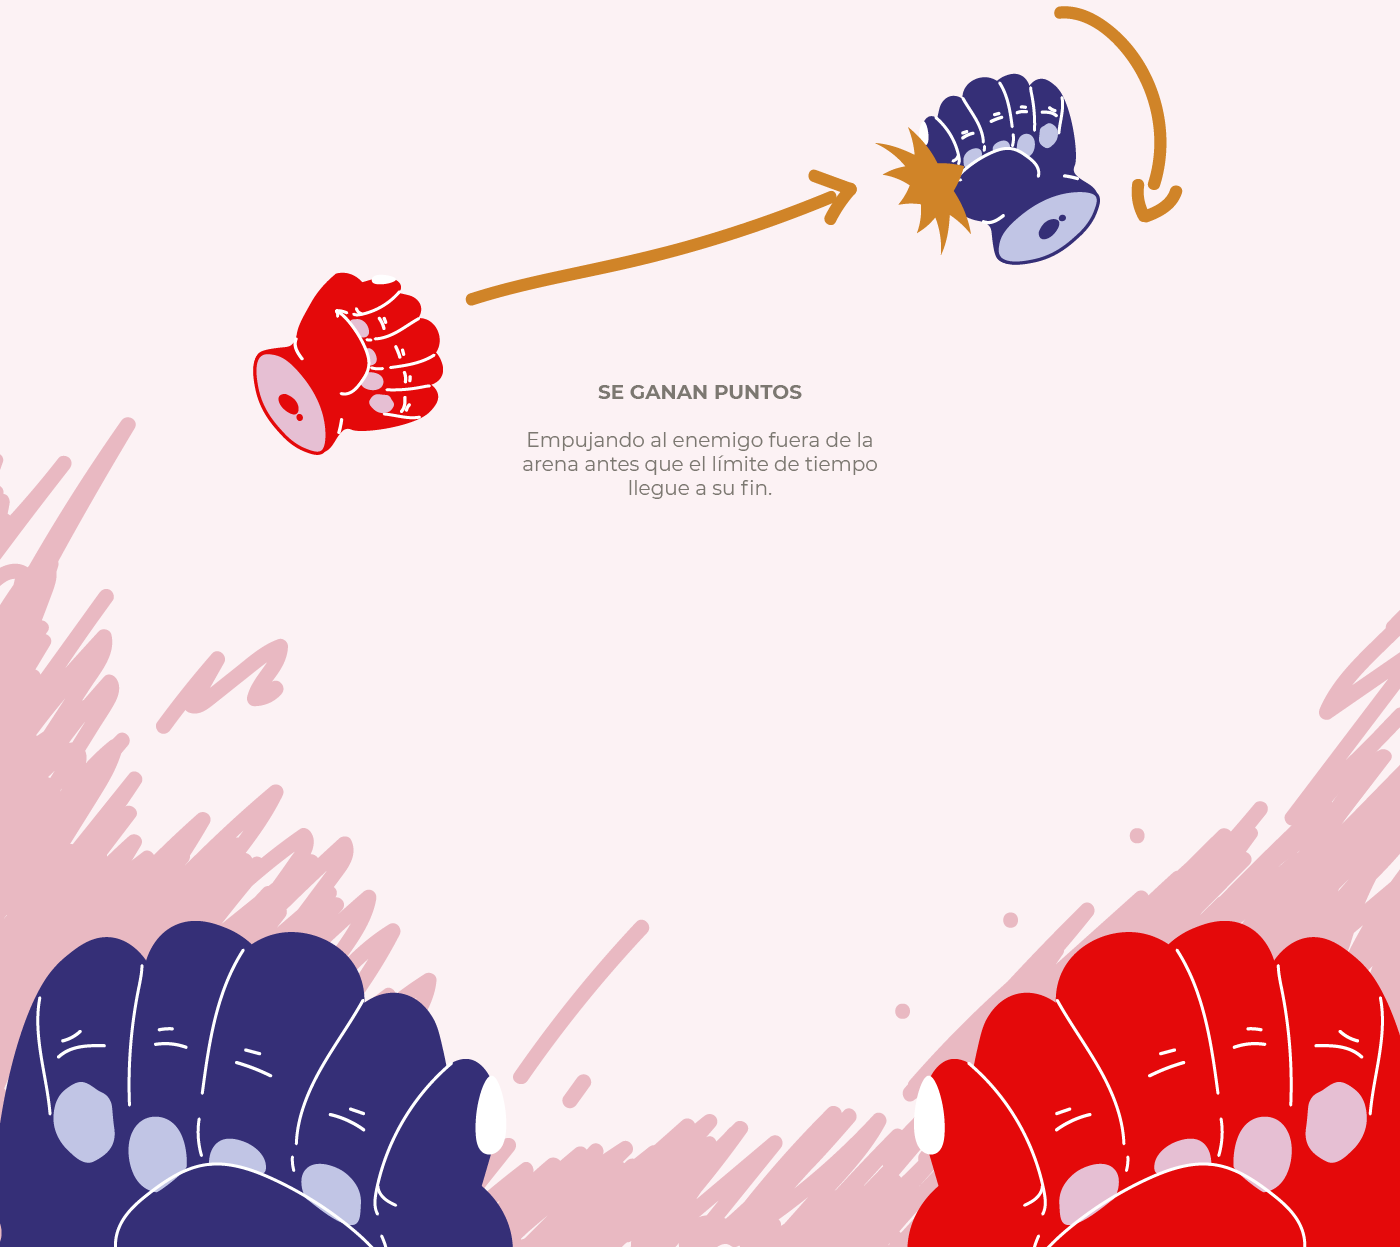 SE GANAN PUNTOS
Empujando al enemigo fuera de la
arena antes que el límite de tiempo
llegue a su fin.